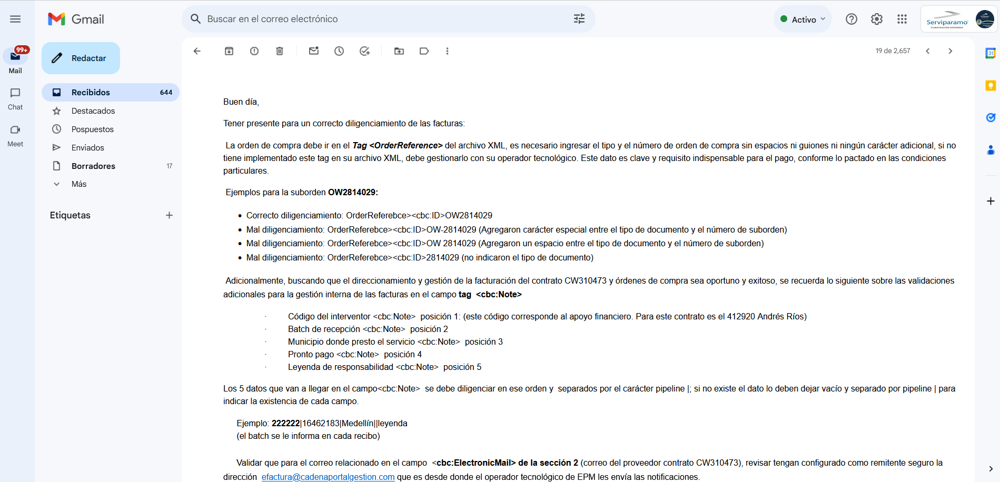 Gmail
Buscar en el correo electrónico
Activo
Serviparamo
CLIMATIZACIÓN SOSTENIBLE
99+
Mail
Chat
Meet
Redactar
Recibidos 644
Destacados
Pospuestos
Enviados
Borradores 17
Más
Etiquetas
19 de 2,657
31
Buen día,
Tener presente para un correcto diligenciamiento de las facturas:
La orden de compra debe ir en el Tag <OrderReference> del archivo XML, es necesario ingresar el tipo y el número de orden de compra sin espacios ni guiones ni ningún carácter adicional, si no
tiene implementado este tag en su archivo XML, debe gestionarlo con su operador tecnológico. Este dato es clave y requisito indispensable para el pago, conforme lo pactado en las condiciones
particulares.
Ejemplos para la suborden OW2814029:
• Correcto diligenciamiento: OrderReferebce><cbc:ID>OW2814029
• Mal diligenciamiento: OrderReferebce><cbc:ID>OW-2814029 (Agregaron carácter especial entre el tipo de documento y el número de suborden)
• Mal diligenciamiento: OrderReferebce><cbc:ID>OW 2814029 (Agregaron un espacio entre el tipo de documento y el número de suborden)
• Mal diligenciamiento: OrderReferebce><cbc:ID>2814029 (no indicaron el tipo de documento)
Adicionalmente, buscando que el direccionamiento y gestión de la facturación del contrato CW310473 y órdenes de compra sea oportuno y exitoso, se recuerda lo siguiente sobre las validaciones
adicionales para la gestión interna de las facturas en el campo tag <cbc:Note>
· Código del interventor <cbc:Note> posición 1: (este código corresponde al apoyo financiero. Para este contrato es el 412920 Andrés Ríos)
· Batch de recepción <cbc:Note> posición 2
· Municipio donde presto el servicio <cbc:Note> posición 3
· Pronto pago <cbc:Note> posición 4
· Leyenda de responsabilidad <cbc:Note> posición 5
Los 5 datos que van a llegar en el campo<cbc:Note> se debe diligenciar en ese orden y separados por el carácter pipeline |; si no existe el dato lo deben dejar vacío y separado por pipeline | para
indicar la existencia de cada campo.
Ejemplo: 222222|16462183|Medellín||leyenda
(el batch se le informa en cada recibo)
Validar que para el correo relacionado en el campo <cbc:ElectronicMail> de la sección 2 (correo del proveedor contrato CW310473), revisar tengan configurado como remitente seguro la
dirección efactura@cadenaportalgestion.com que es desde donde el operador tecnológico de EPM les envía las notificaciones.